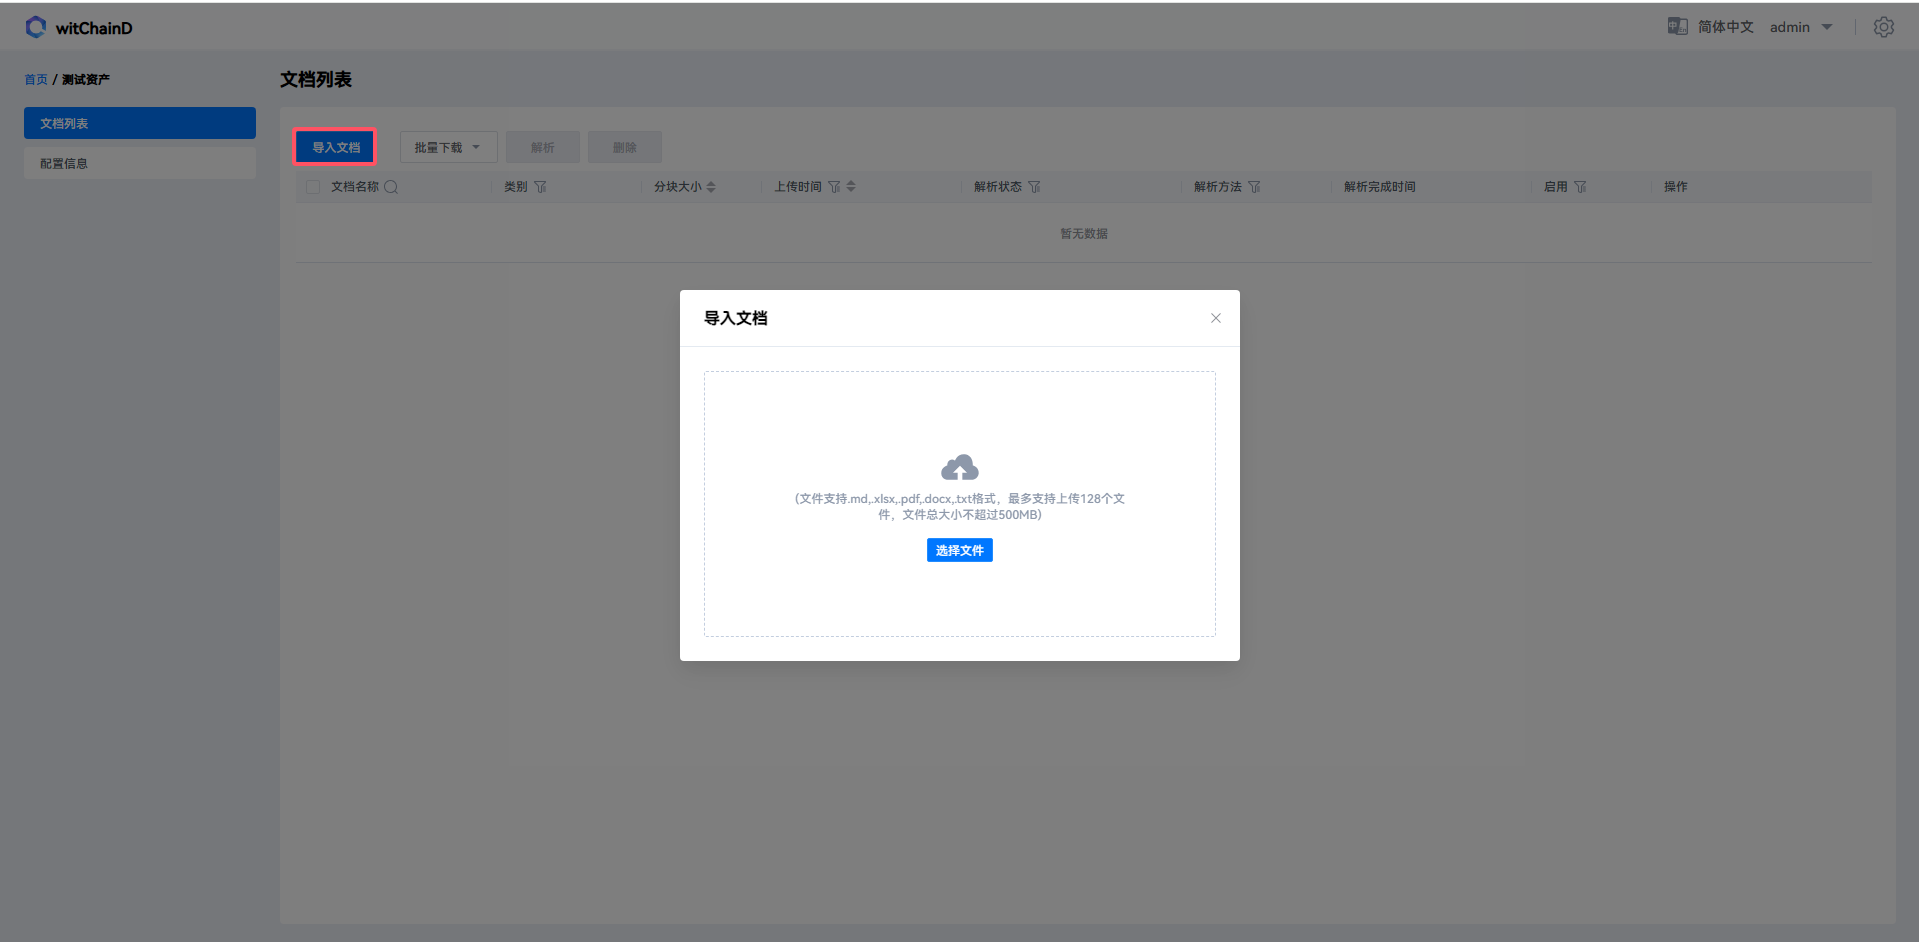 witChainD
简体中文 admin
首页 / 测试资产
文档列表
文档列表
配置信息
导入文档 批量下载 解析 删除
文档名称 类别 分块大小 上传时间 解析状态 解析方法 解析完成时间 启用 操作
暂无数据
导入文档
(文件支持.md,.xlsx,.pdf,.docx,.txt格式，最多支持上传128个文
件，文件总大小不超过500MB)
选择文件